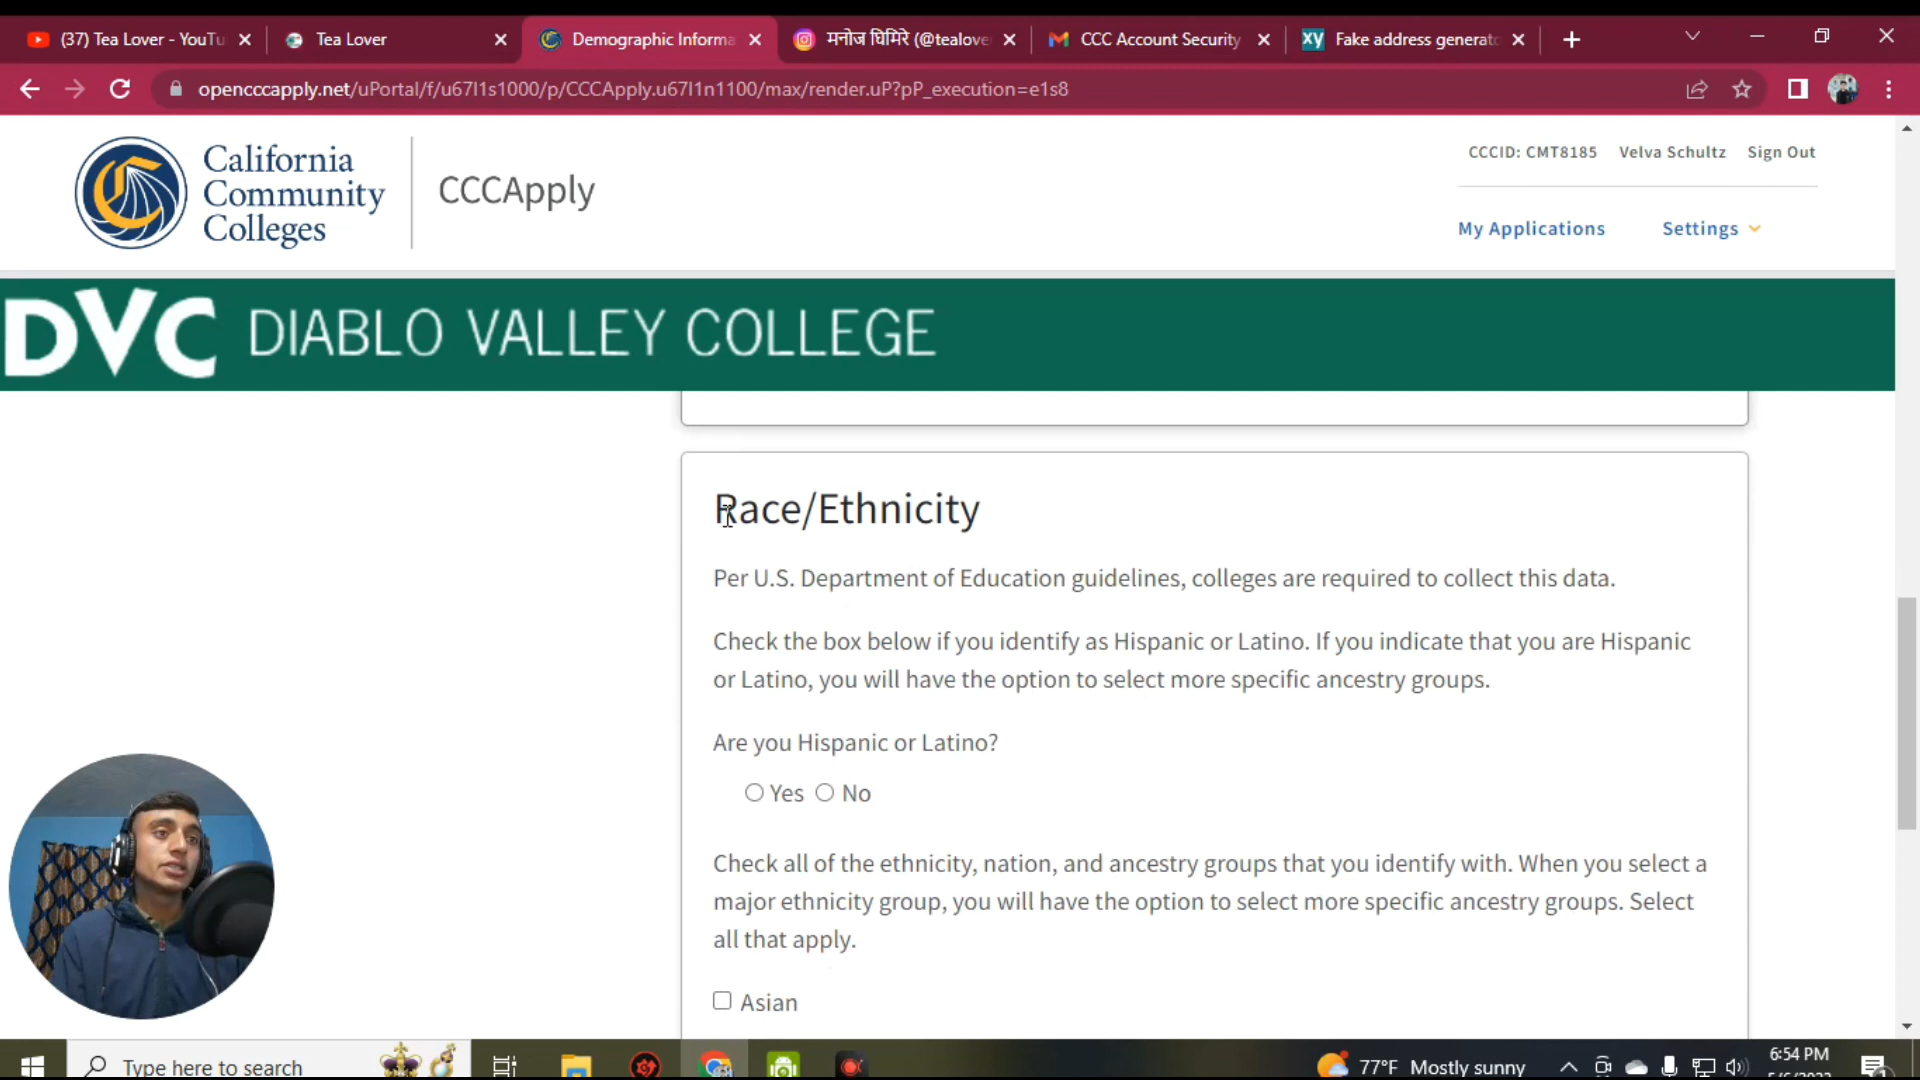 (37) Tea Lover - YouTu
Tea Lover
Demographic Informa
मनोज घिमिरे (@tealove
CCC Account Security
xy
Fake address generato
opencccapply.net/uPortal/f/u67l1s1000/p/CCCApply.u67l1n1100/max/render.uP?pP_execution=e1s8
California
Community
Colleges
CCCApply
CCCID: CMT8185
Velva Schultz
Sign Out
My Applications
Settings
DVC DIABLO VALLEY COLLEGE
Race/Ethnicity
Per U.S. Department of Education guidelines, colleges are required to collect this data.
Check the box below if you identify as Hispanic or Latino. If you indicate that you are Hispanic
or Latino, you will have the option to select more specific ancestry groups.
Are you Hispanic or Latino?
Yes
No
Check all of the ethnicity, nation, and ancestry groups that you identify with. When you select a
major ethnicity group, you will have the option to select more specific ancestry groups. Select
all that apply.
Asian
Type here to search
77°F Mostly sunny
6:54 PM